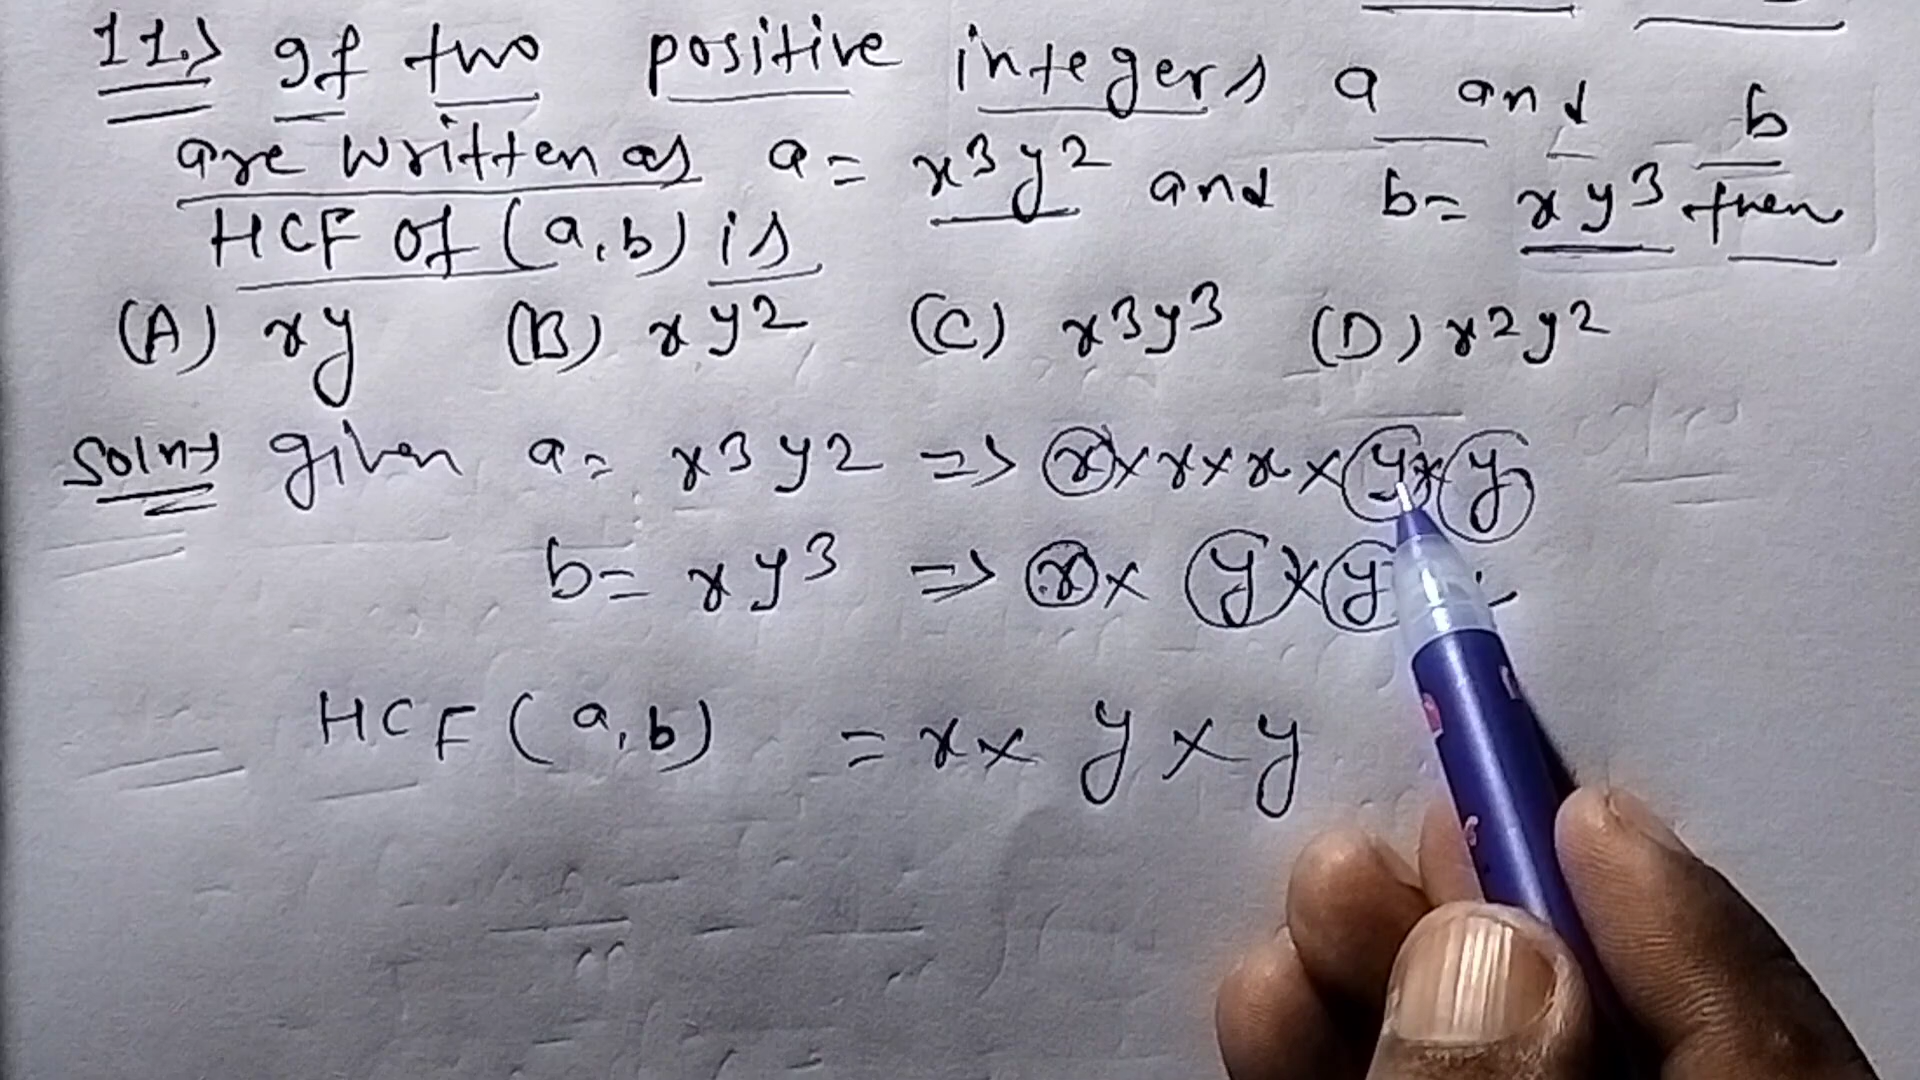 11.> If two positive integers a and b
are written as a = x3y2 and b = xy3 then
HCF of (a,b) is
(A) xy (B) xy2 (C) x3y3 (D) x2y2
Soln> given a = x3y2 => x×x×x×y×y
b = xy3 => x× y×y
HCF(a,b) = x× y×y